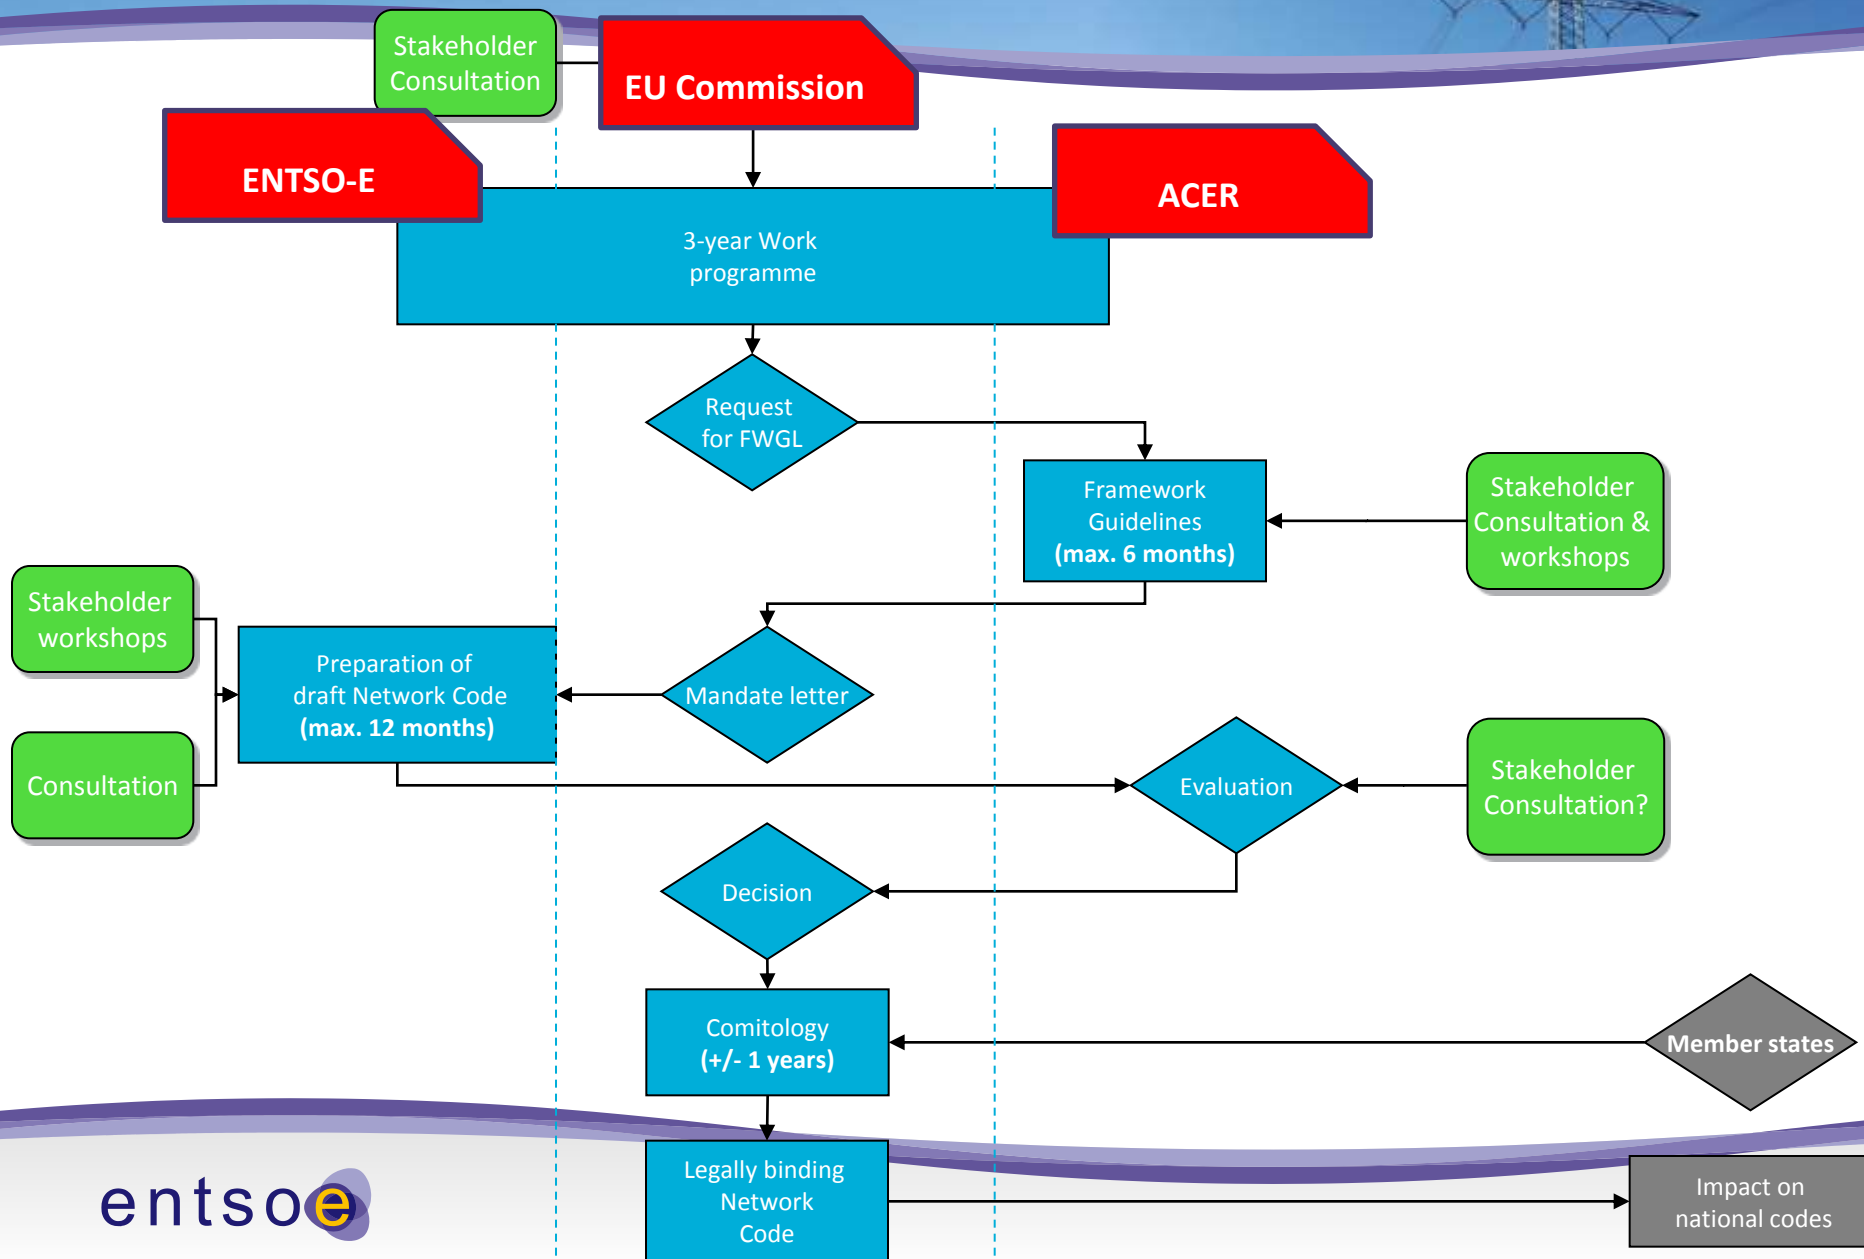 Stakeholder
Consultation
EU Commission
ENTSO-E
ACER
3-year Work
programme
Request
for FWGL
Framework
Guidelines
(max. 6 months)
Stakeholder
Consultation &
workshops
Stakeholder
workshops
Preparation of
draft Network Code
(max. 12 months)
Mandate letter
Consultation
Evaluation
Stakeholder
Consultation?
Decision
Comitology
(+/- 1 years)
Member states
Legally binding
Network
Code
Impact on
national codes
entsoe